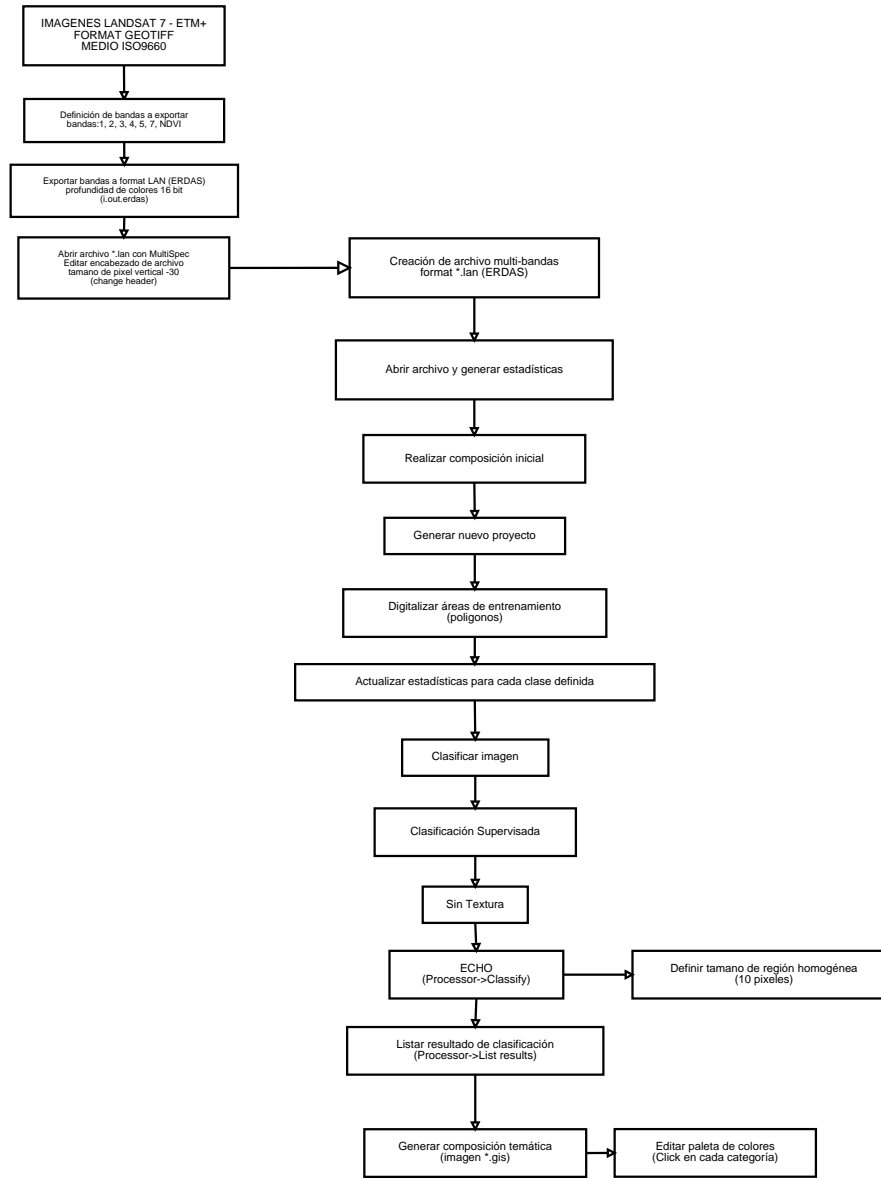 IMAGENES LANDSAT 7 - ETM+
FORMAT GEOTIFF
MEDIO ISO9660
Definición de bandas a exportar
bandas:1, 2, 3, 4, 5, 7, NDVI
Exportar bandas a format LAN (ERDAS)
profundidad de colores 16 bit
(i.out.erdas)
Abrir archivo *.lan con MultiSpec
Editar encabezado de archivo
tamano de pixel vertical -30
(change header)
Creación de archivo multi-bandas
format *.lan (ERDAS)
Abrir archivo y generar estadísticas
Realizar composición inicial
Generar nuevo proyecto
Digitalizar áreas de entrenamiento
(poligonos)
Actualizar estadísticas para cada clase definida
Clasificar imagen
Clasificación Supervisada
Sin Textura
ECHO
(Processor->Classify)
Definir tamano de región homogénea
(10 pixeles)
Listar resultado de clasificación
(Processor->List results)
Generar composición temática
(imagen *.gis)
Editar paleta de colores
(Click en cada categoría)